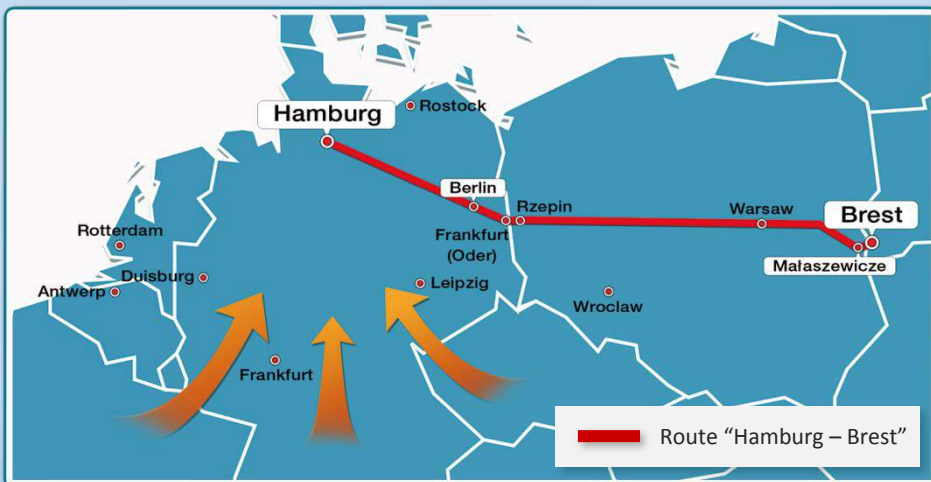 Rostock
Hamburg
Berlin
Rzepin
Warsaw
Brest
Rotterdam
Frankfurt
(Oder)
Małaszewicze
Duisburg
Leipzig
Antwerp
Wroclaw
Frankfurt
Route “Hamburg – Brest”